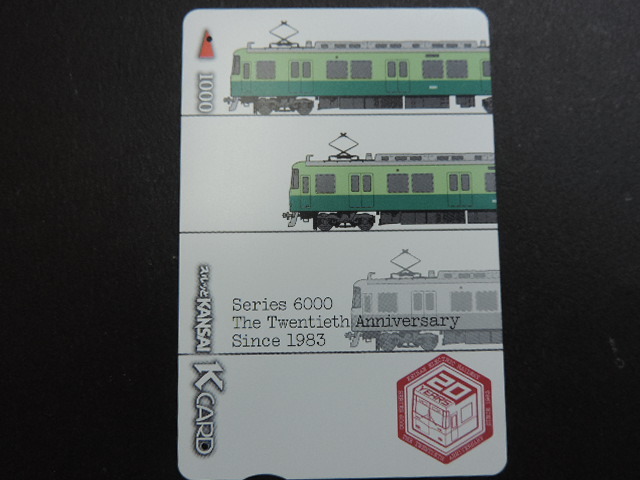 1000
Series 6000
The Twentieth Anniversary
Since 1983
スルッとKANSAI
K CARD
20
YEARS